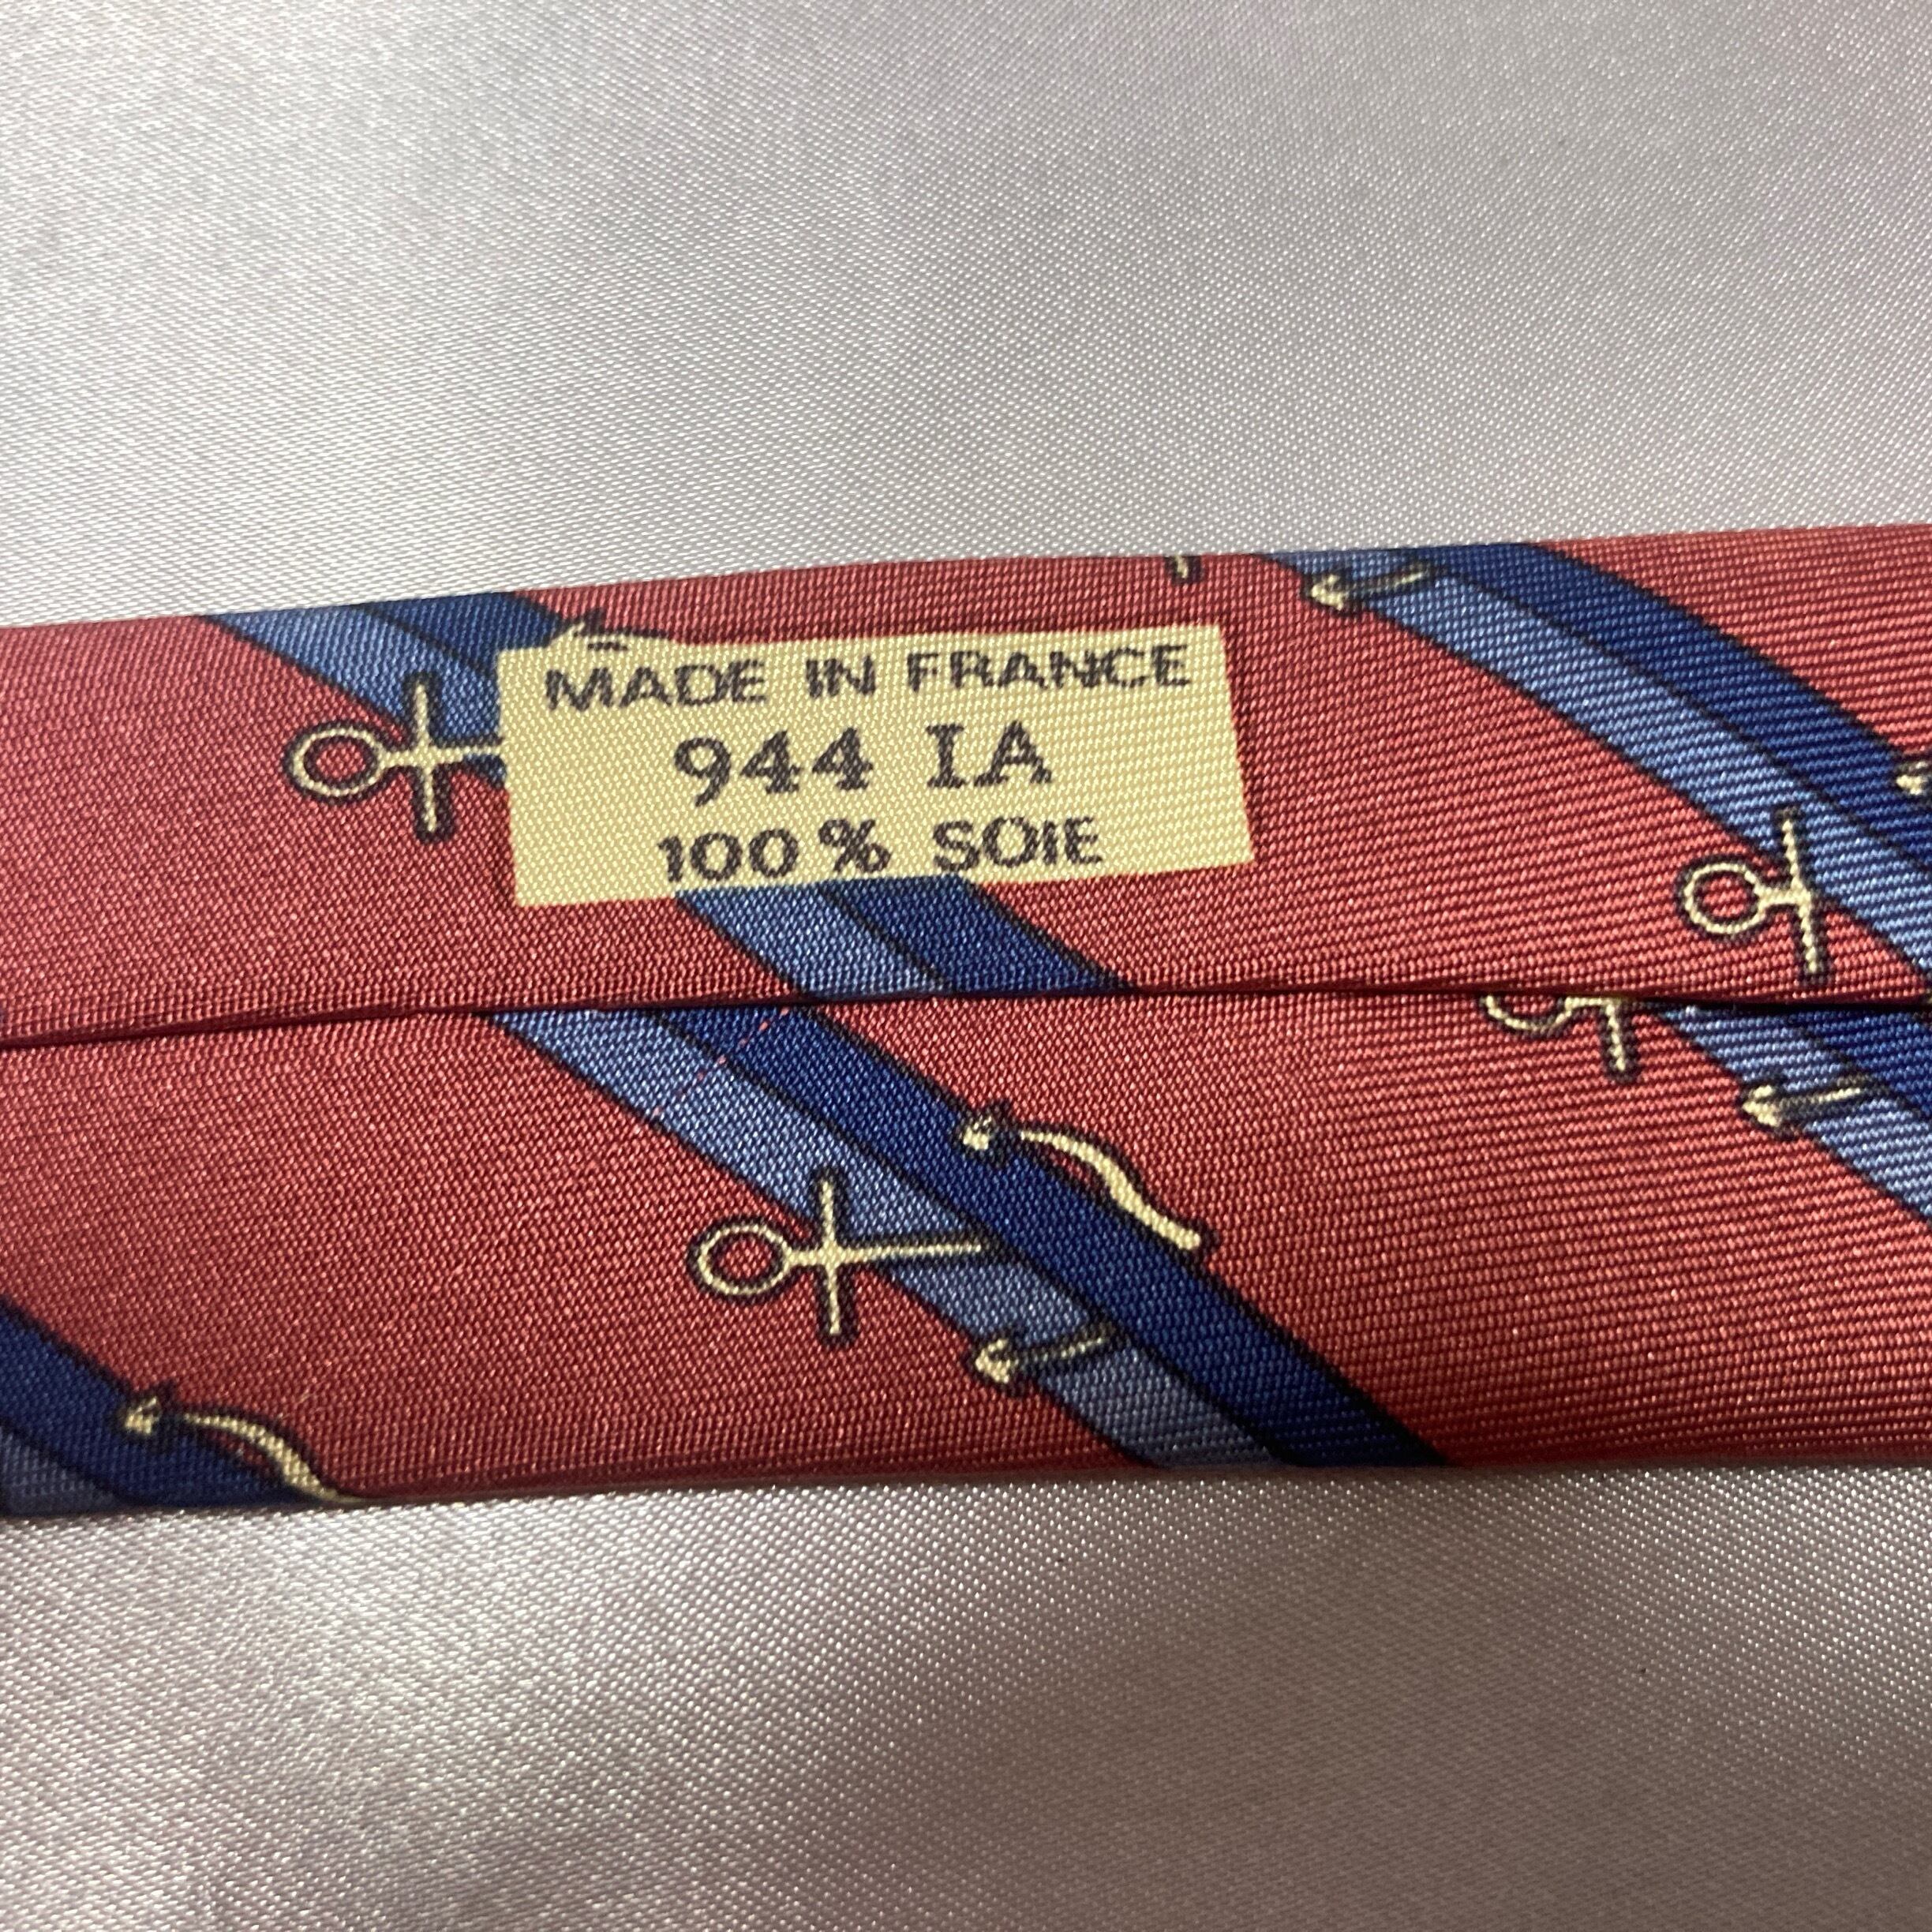 MADE IN FRANCE
944 IA
100% SOIE